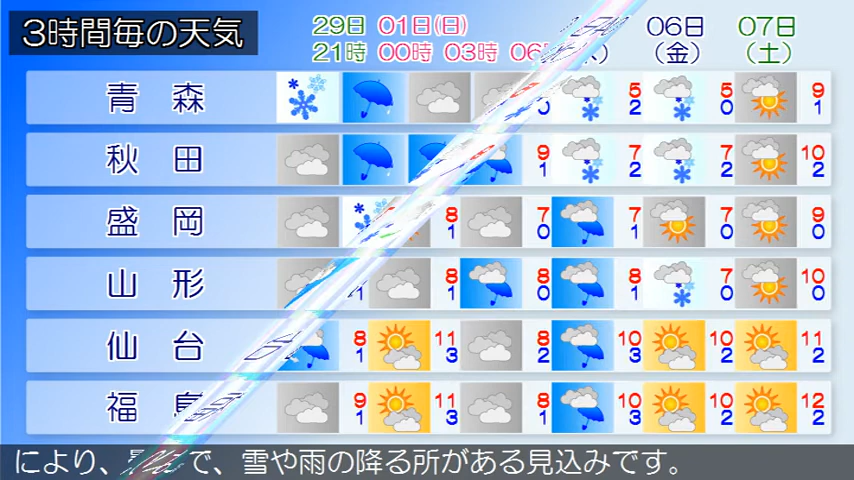 3時間毎の天気
29日 01日(日) 06日 07日
21時 00時 03時 (金) (土)
青 森 5 2 5 0 9 1
秋 田 9 1 7 2 7 2 10 2
盛 岡 8 1 7 0 7 1 7 0 9 0
山 形 8 1 8 0 8 1 7 0 10 0
仙 台 8 1 11 3 8 2 10 3 10 2 11 2
福 島 9 1 11 3 8 1 10 3 10 2 12 2
により、 で、雪や雨の降る所がある見込みです。